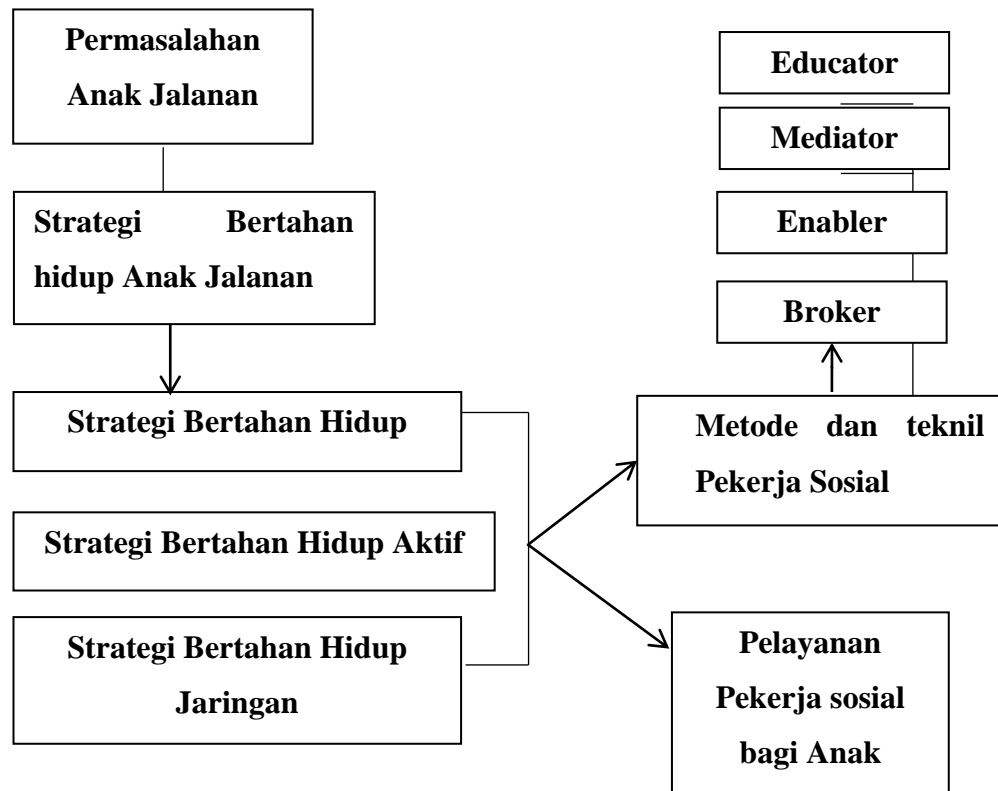 Permasalahan
Anak Jalanan
Strategi Bertahan
hidup Anak Jalanan
Strategi Bertahan Hidup
Strategi Bertahan Hidup Aktif
Strategi Bertahan Hidup
Jaringan
Educator
Mediator
Enabler
Broker
Metode dan teknil
Pekerja Sosial
Pelayanan
Pekerja sosial
bagi Anak